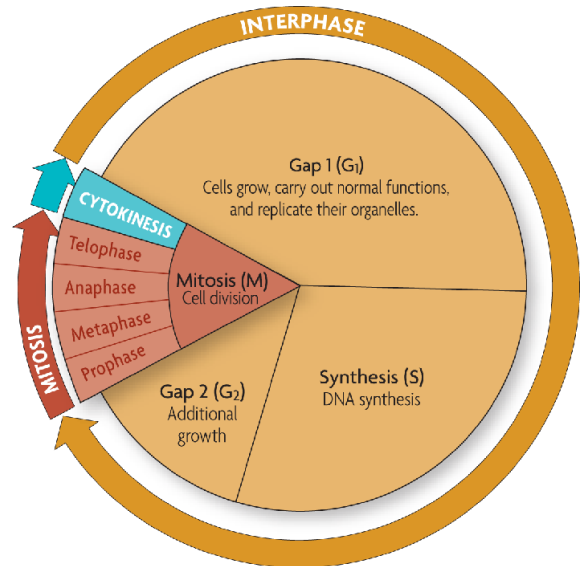 INTERPHASE
Gap 1 (G₁)
Cells grow, carry out normal functions,
and replicate their organelles.
CYTOKINESIS
Telophase
Anaphase
Metaphase
Prophase
Mitosis (M)
Cell division
MITOSIS
Gap 2 (G₂)
Additional
growth
Synthesis (S)
DNA synthesis